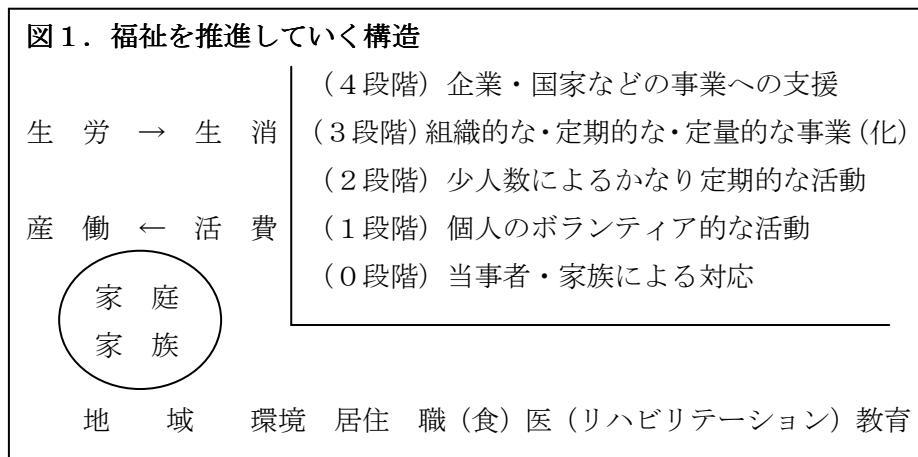 図１．福祉を推進していく構造
（４段階）企業・国家などの事業への支援
生 労 → 生 消 （３段階）組織的な・定期的な・定量的な事業（化）
（２段階）少人数によるかなり定期的な活動
産 働 ← 活 費 （１段階）個人のボランティア的な活動
（０段階）当事者・家族による対応
家 庭
家 族
地 域 環境 居住 職（食）医（リハビリテーション）教育